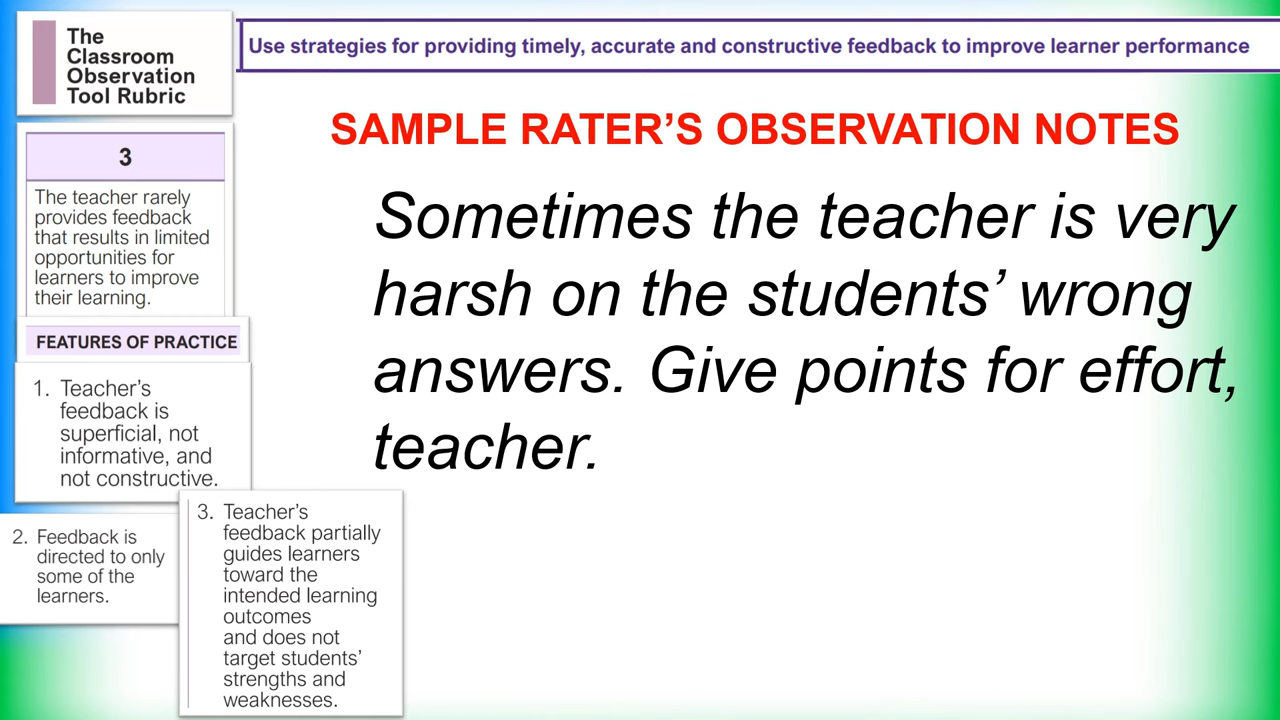 The
Classroom
Observation
Tool Rubric
Use strategies for providing timely, accurate and constructive feedback to improve learner performance
SAMPLE RATER’S OBSERVATION NOTES
Sometimes the teacher is very
harsh on the students’ wrong
answers. Give points for effort,
teacher.
3
The teacher rarely
provides feedback
that results in limited
opportunities for
learners to improve
their learning.
FEATURES OF PRACTICE
1. Teacher’s
feedback is
superficial, not
informative, and
not constructive.
2. Feedback is
directed to only
some of the
learners.
3. Teacher’s
feedback partially
guides learners
toward the
intended learning
outcomes
and does not
target students’
strengths and
weaknesses.